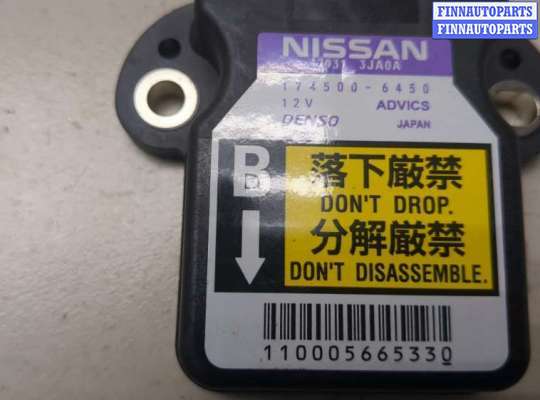 FINNAUTOPARTS
FINNAUTOPARTS
NISSAN
3JA0A
174500-6450
12V ADVICS
DENSO JAPAN
B
落下厳禁
DON'T DROP.
分解厳禁
DON'T DISASSEMBLE.
110005665330